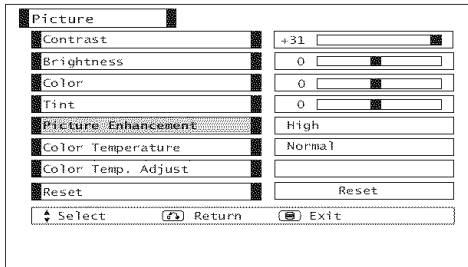 Picture
Contrast +31
Brightness 0
Color 0
Tint 0
Picture Enhancement High
Color Temperature Normal
Color Temp. Adjust
Reset Reset
Select Return Exit